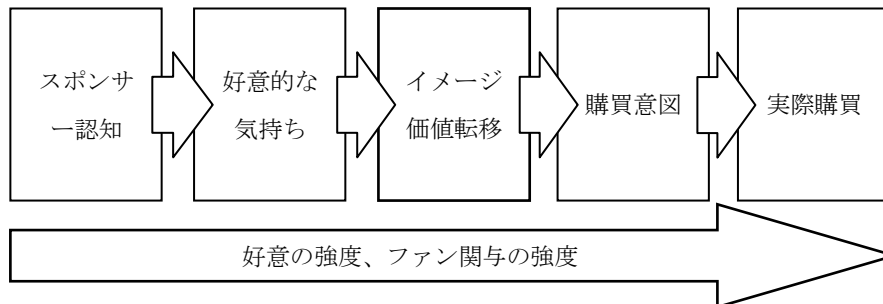 スポンサ
ー認知
好意的な
気持ち
イメージ
価値転移
購買意図
実際購買
好意の強度、ファン関与の強度